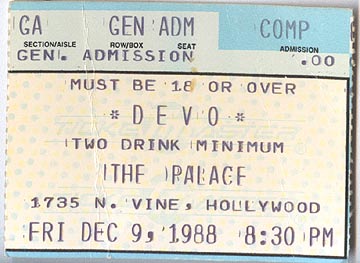 GA GEN ADM COMP
SECTION/AISLE ROW/BOX SEAT ADMISSION
GEN. ADMISSION .00
MUST BE 18 OR OVER
* DEVO *
TWO DRINK MINIMUM
THE PALACE
1735 N. VINE, HOLLYWOOD
FRI DEC 9, 1988 8:30 PM